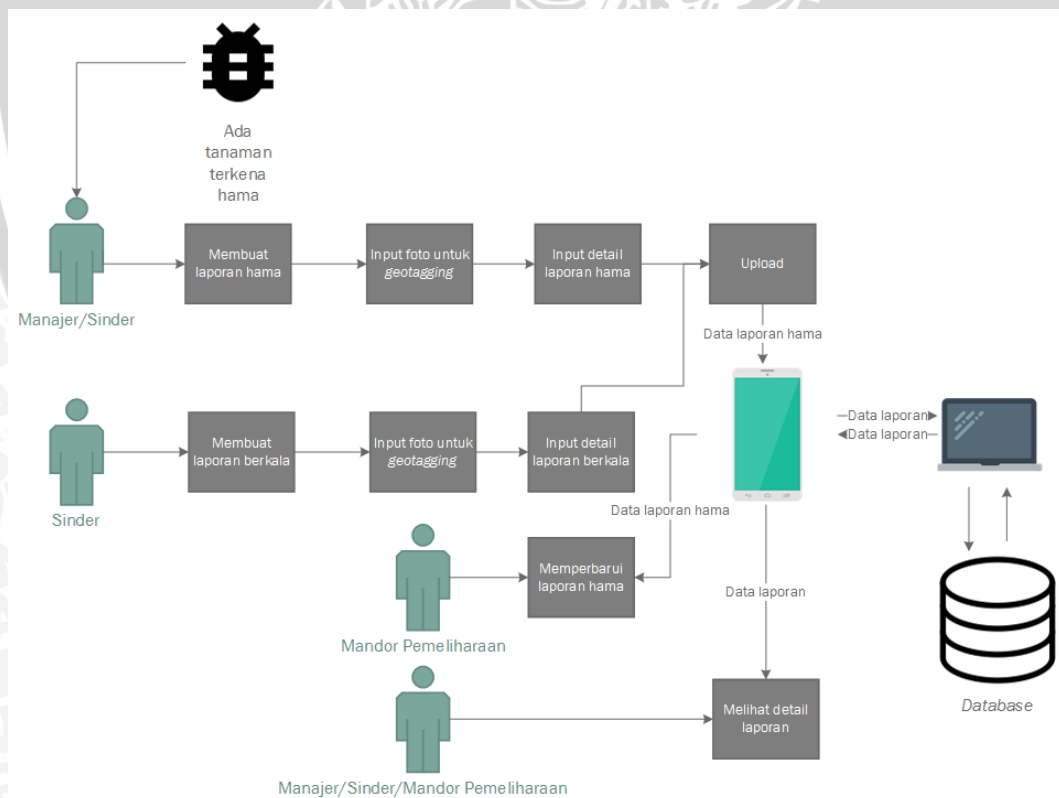 Ada
tanaman
terkena
hama
Manajer/Sinder
Membuat
laporan hama
Input foto untuk
geotagging
Input detail
laporan hama
Upload
Data laporan hama
Sinder
Membuat
laporan berkala
Input foto untuk
geotagging
Input detail
laporan berkala
Data laporan
Data laporan
Data laporan hama
Mandor Pemeliharaan
Memperbarui
laporan hama
Data laporan
Database
Manajer/Sinder/Mandor Pemeliharaan
Melihat detail
laporan